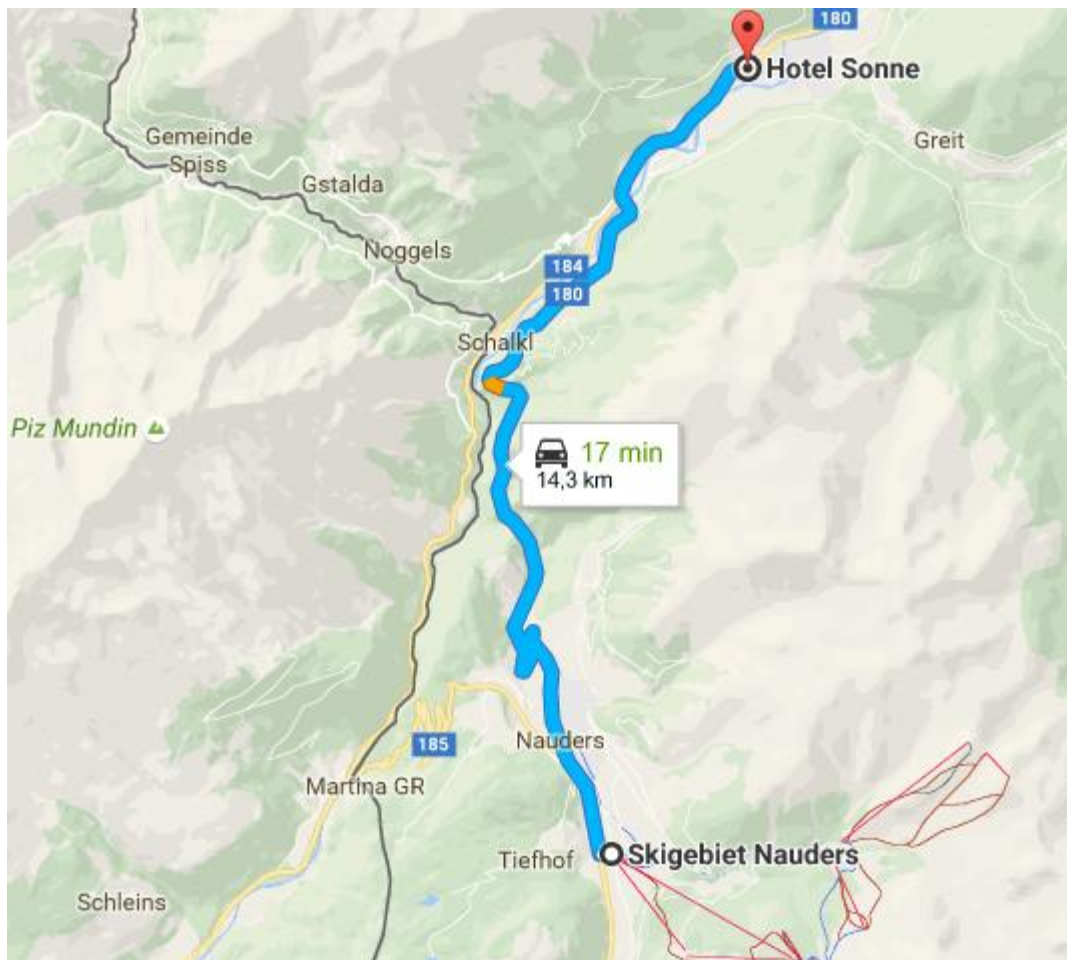 180
Hotel Sonne
Greit
Gemeinde
Spiss
Gstalda
Noggels
184
180
Schalkl
Piz Mundin
17 min
14,3 km
185
Nauders
Martina GR
Tiefhof
Skigebiet Nauders
Schleins